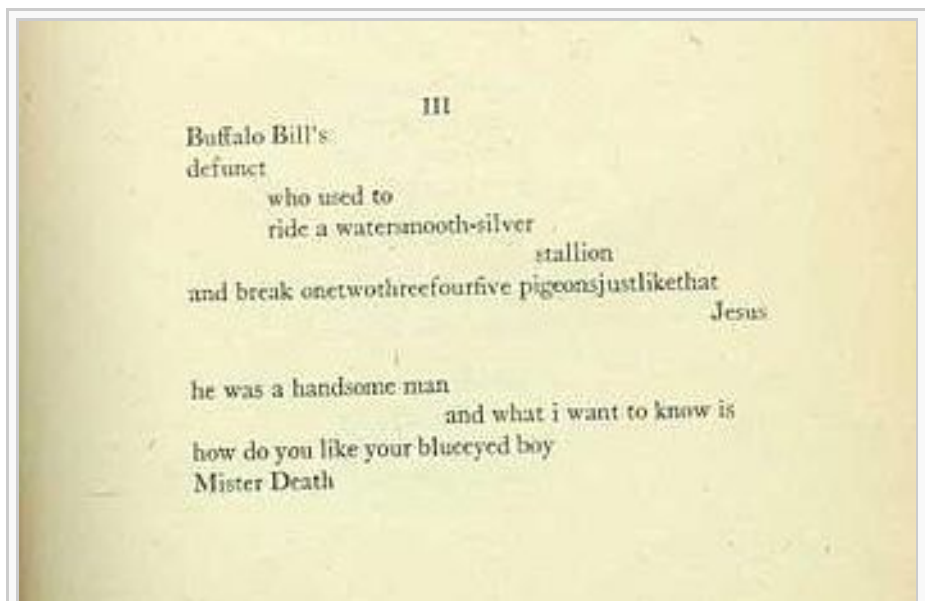 III
Buffalo Bill's
defunct
who used to
ride a watersmooth-silver
stallion
and break onetwothreefourfive pigeonsjustlikethat
Jesus
he was a handsome man
and what i want to know is
how do you like your blueeyed boy
Mister Death